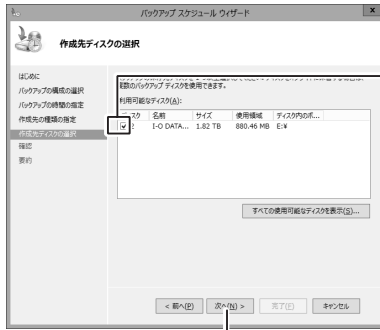 バックアップ スケジュール ウィザード
作成先ディスクの選択
はじめに
バックアップの構成の選択
バックアップの時間の指定
作成先の種類の指定
作成先ディスクの選択
確認
要約
数のバックアップ ディスクを使用できます。
利用可能なディスク(A):
スク 名前 サイズ 使用領域 ディスク内のボ...
2 I-O DATA... 1.82 TB 880.46 MB E:¥
すべての使用可能なディスクを表示(S)...
< 前へ(P) 次へ(N) > 完了(F) キャンセル